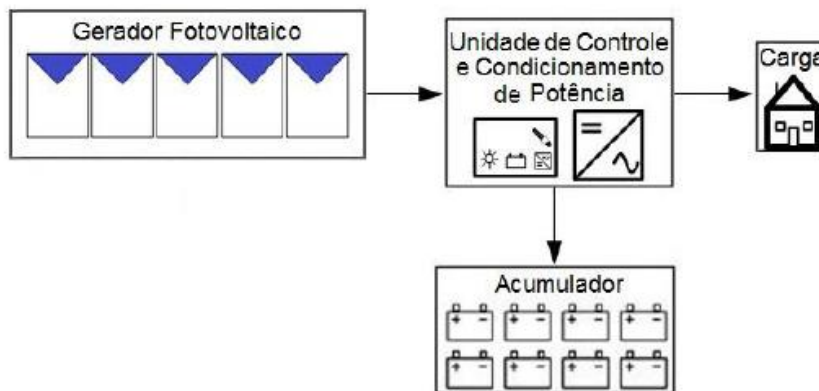 Gerador Fotovoltaico
Unidade de Controle
e Condicionamento
de Potência
Carga
Acumulador